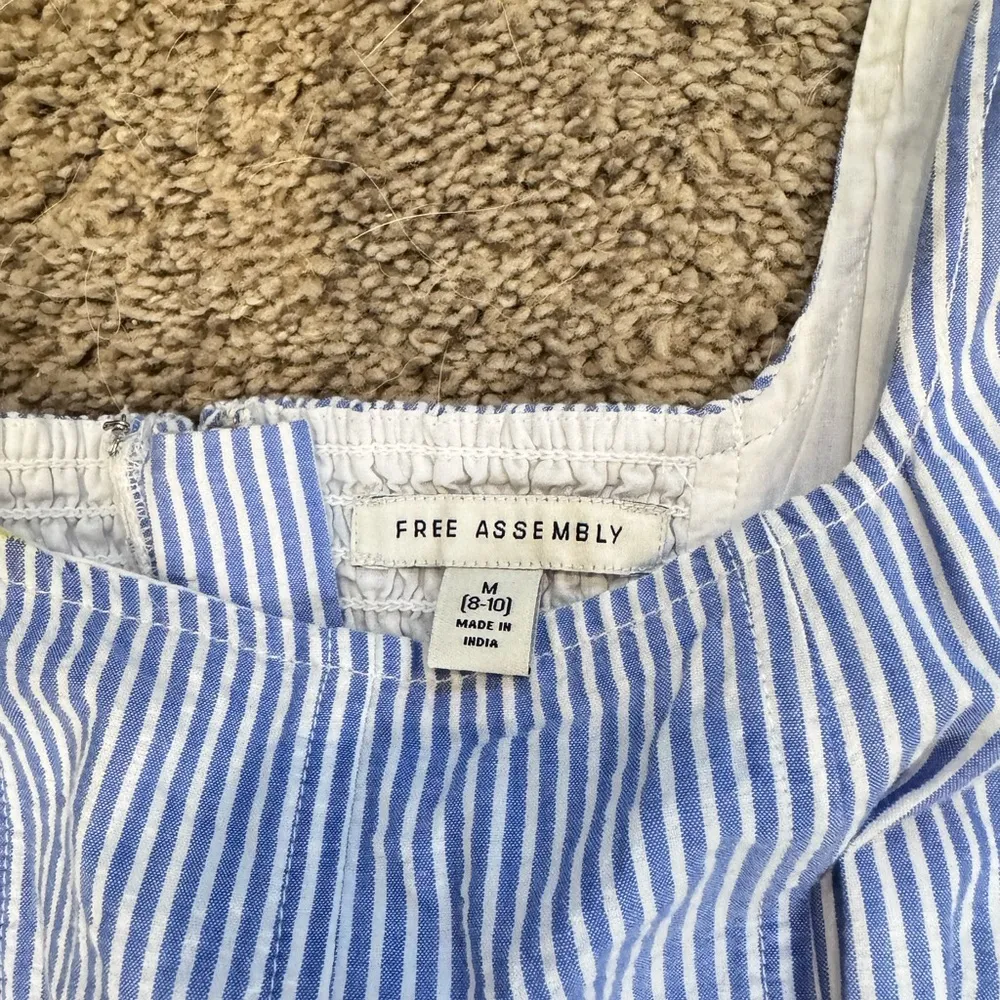 FREE ASSEMBLY
M
(8-10)
MADE IN
INDIA